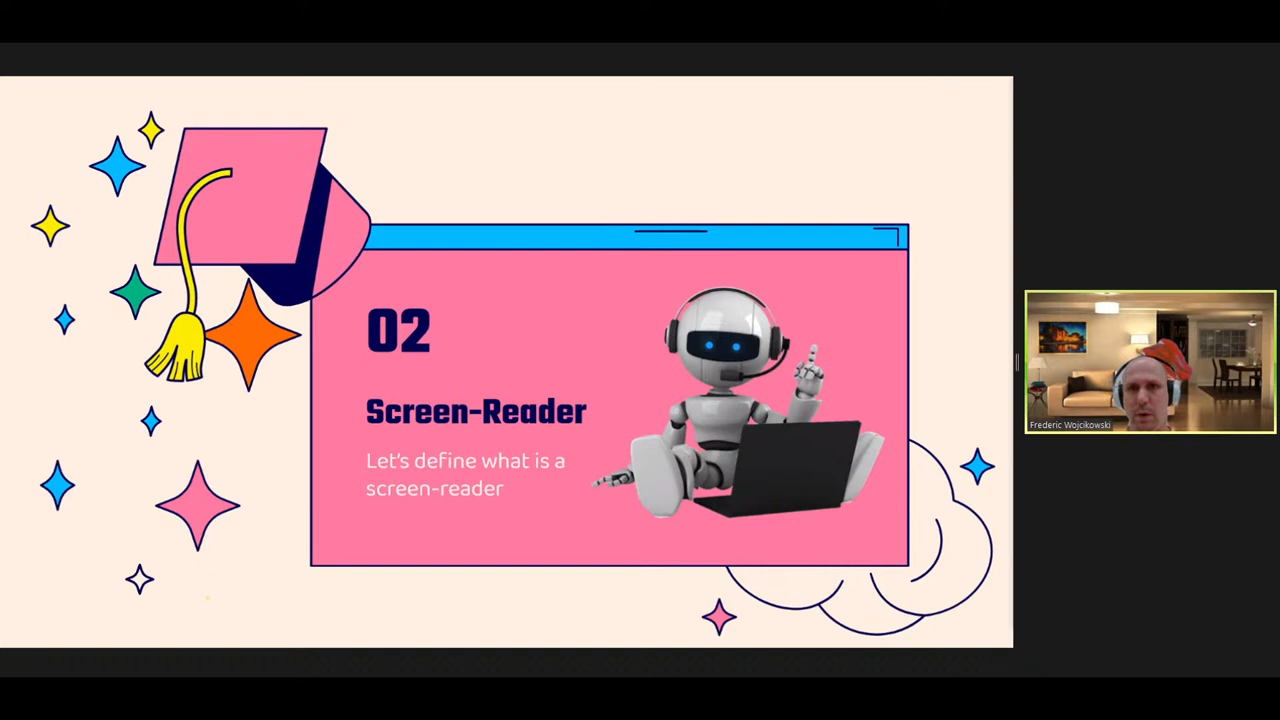 02
Screen-Reader
Let's define what is a
screen-reader
Frederic Wojcikowski